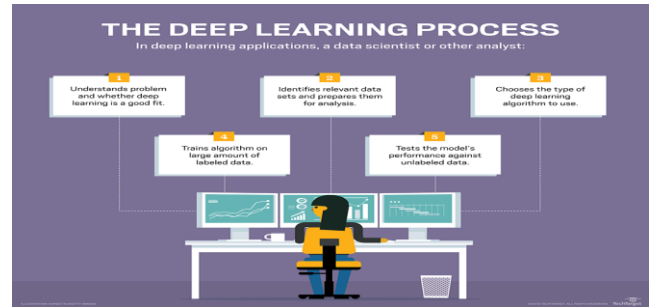 THE DEEP LEARNING PROCESS
In deep learning applications, a data scientist or other analyst:
1
Understands problem
and whether deep
learning is a good fit.
2
Identifies relevant data
sets and prepares them
for analysis.
3
Chooses the type of
deep learning
algorithm to use.
4
Trains algorithm on
large amount of
labeled data.
5
Tests the model's
performance against
unlabeled data.
TechTarget